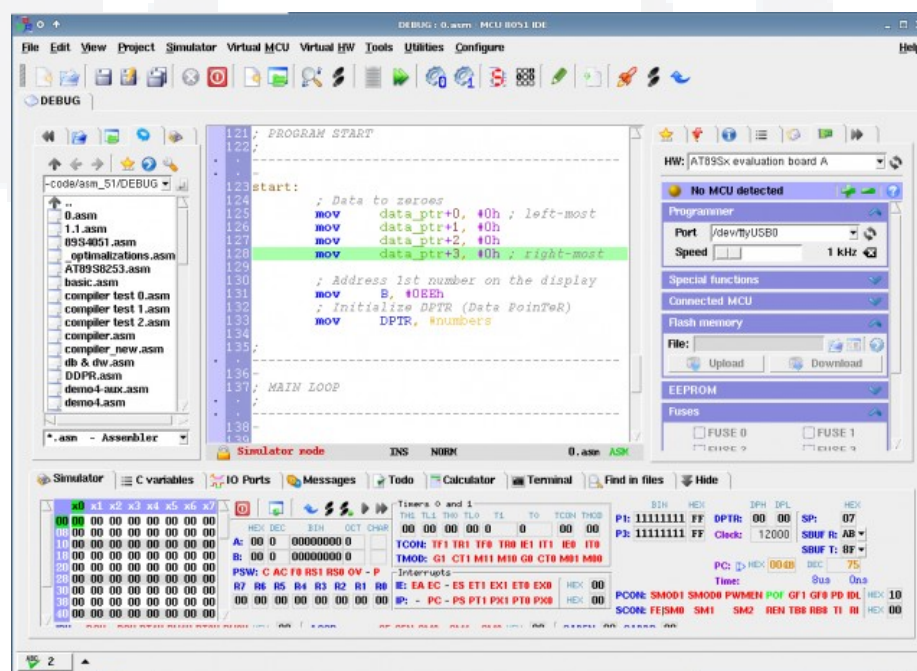 DEBUG : 0.asm - MCU 8051 IDE
File Edit View Project Simulator Virtual MCU Virtual HW Tools Utilities Configure Help
DEBUG
-code/asm_51/DEBUG
..
0.asm
1.1.asm
89S4051.asm
_optimalizations.asm
AT89S8253.asm
basic.asm
compiler test 0.asm
compiler test 1.asm
compiler test 2.asm
compiler.asm
compiler_new.asm
db & dw.asm
DDPR.asm
demo4-aux.asm
demo4.asm
*.asm - Assembler
121 ; PROGRAM START
122 ;
123 start:
124 ; Data to zeroes
125 mov data_ptr+0, #0h ; left-most
126 mov data_ptr+1, #0h
127 mov data_ptr+2, #0h
128 mov data_ptr+3, #0h ; right-most
129
130 ; Address 1st number on the display
131 mov B, #0EEh
132 ; Initialize DPTR (Data PoinTeR)
133 mov DPTR, #numbers
134
135 ;
136 -
137 ; MAIN LOOP
;
138 -
139
Simulator mode INS NORM 0.asm ASM
HW: AT89Sx evaluation board A
No MCU detected
Programmer
Port /dev/ttyUSB0
Speed 1 kHz
Special functions
Connected MCU
Flash memory
File:
Upload Download
EEPROM
Fuses
FUSE 0 FUSE 1
Simulator C variables IO Ports Messages Todo Calculator Terminal Find in files Hide
x0 x1 x2 x3 x4 x5 x6 x7
00 00 00 00 00 00 00 00 00
08 00 00 00 00 00 00 00 00
10 00 00 00 00 00 00 00 00
18 00 00 00 00 00 00 00 00
20 00 00 00 00 00 00 00 00
28 00 00 00 00 00 00 00 00
30 00 00 00 00 00 00 00 00
38 00 00 00 00 00 00 00 00
40 00 00 00 00 00 00 00 00
HEX DEC BIN OCT CHAR
A: 00 0 00000000 0
B: 00 0 00000000 0
PSW: C AC F0 RS1 RS0 OV - P
R7 R6 R5 R4 R3 R2 R1 R0
00 00 00 00 00 00 00 00
Timers 0 and 1
TH1 TL1 TH0 TL0 T1 T0 TCON TMOD
00 00 00 00 0 0 00 00
TCON: TF1 TR1 TF0 TR0 IE1 IT1 IE0 IT0
TMOD: G1 CT1 M11 M10 G0 CT0 M01 M00
Interrupts
IE: EA EC - ES ET1 EX1 ET0 EX0 HEX 00
IP: - PC - PS PT1 PX1 PT0 PX0 HEX 00
BIN HEX
P1: 11111111 FF
P3: 11111111 FF
DPH DPL
DPTR: 00 00
Clock: 12000
HEX
SP: 07
SBUF R: AB
SBUF T: 8F
PC: HEX 004B DEC 75
Time: 0us 0ns
PCON: SMOD1 SMOD0 PWMEN POF GF1 GF0 PD IDL HEX 10
SCON: FE|SM0 SM1 SM2 REN TB8 RB8 TI RI HEX 00
2